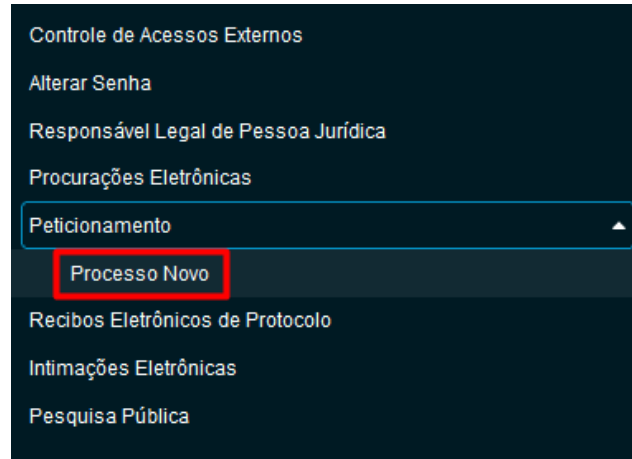 Controle de Acessos Externos
Alterar Senha
Responsável Legal de Pessoa Jurídica
Procurações Eletrônicas
Peticionamento
Processo Novo
Recibos Eletrônicos de Protocolo
Intimações Eletrônicas
Pesquisa Pública